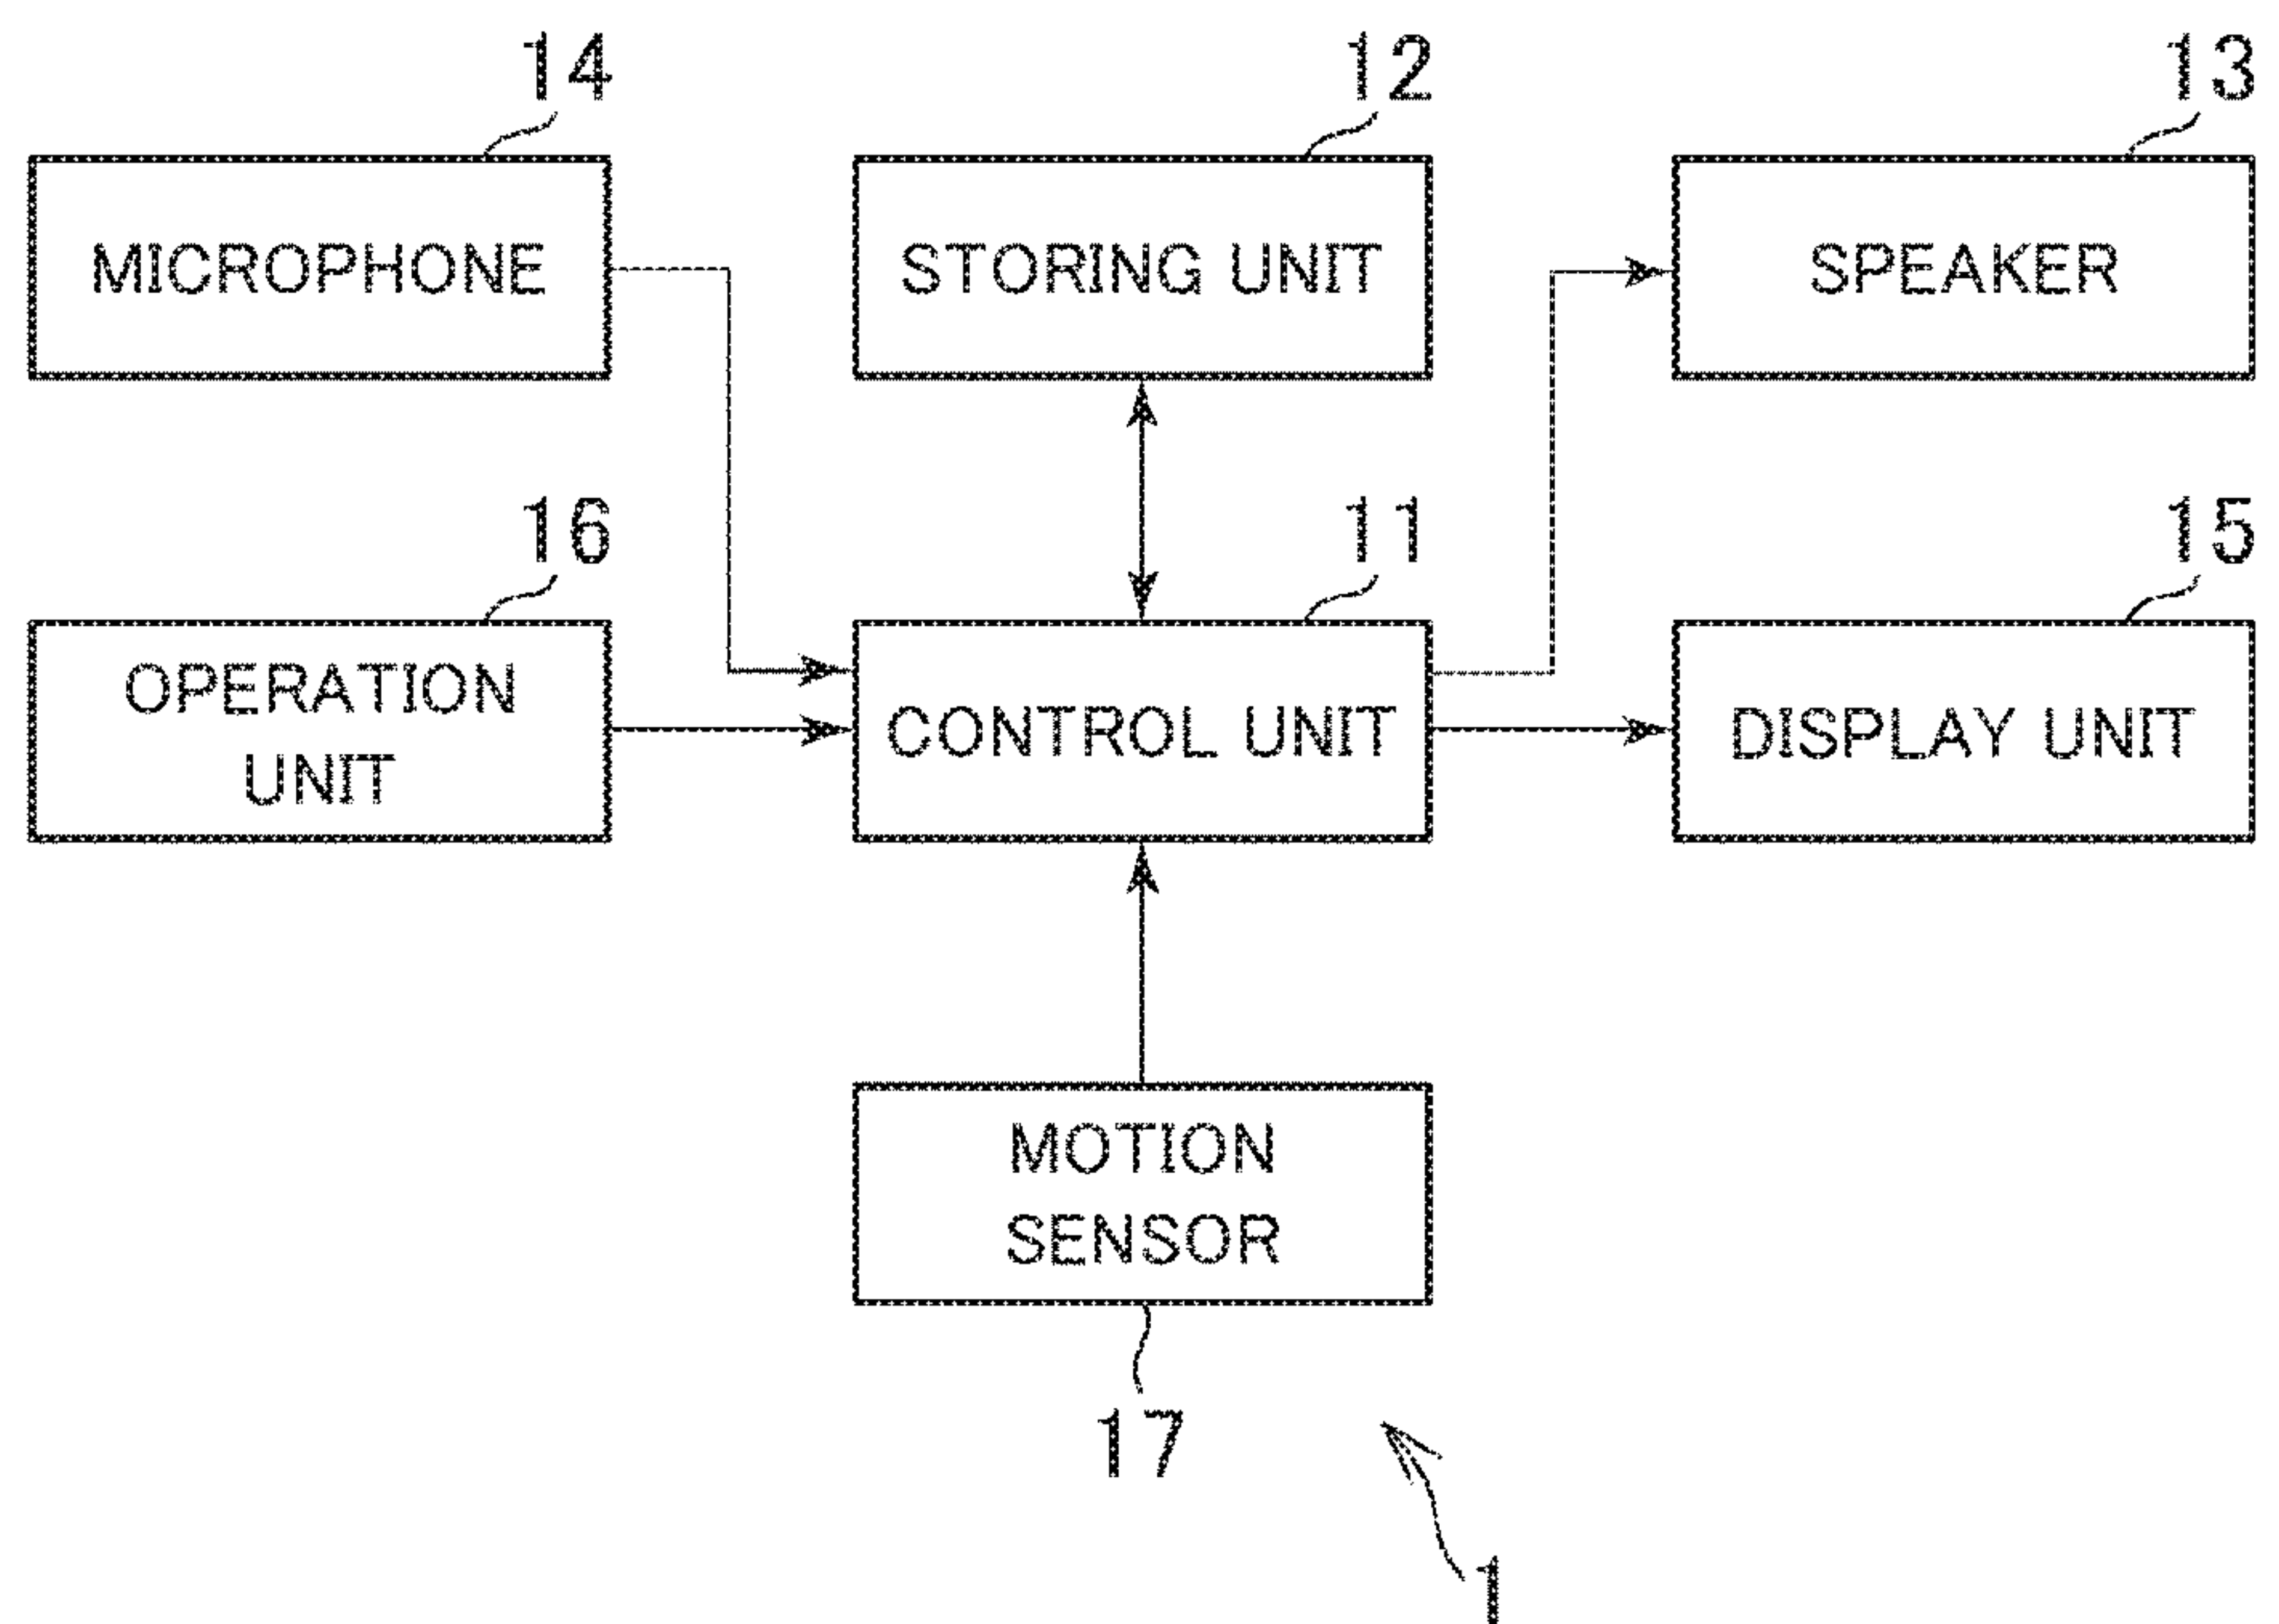 14
12
13
MICROPHONE
STORING UNIT
SPEAKER
16
11
15
OPERATION
UNIT
CONTROL UNIT
DISPLAY UNIT
MOTION
SENSOR
17
1